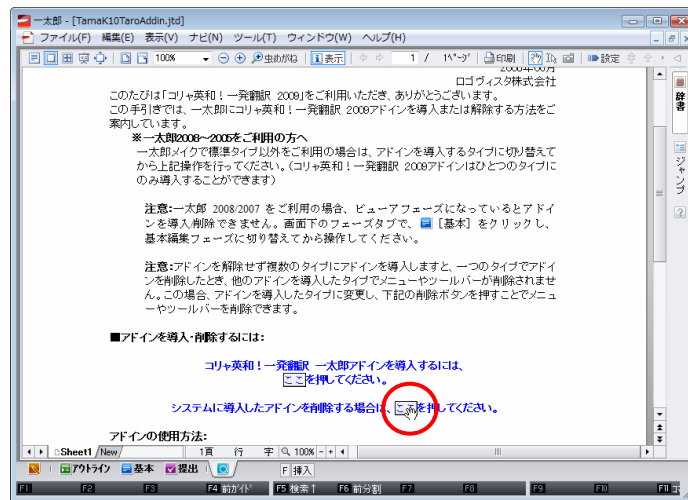 一太郎 - [TamaK10TaroAddin.jtd]
ファイル(F) 編集(E) 表示(V) ナビ(N) ツール(T) ウィンドウ(W) ヘルプ(H)
100% 虫めがね 表示 1 / 1ページ 印刷 設定
2008年08月
ロゴヴィスタ株式会社
このたびは「コリャ英和!一発翻訳 2009」をご利用いただき、ありがとうございます。
この手引きでは、一太郎にコリャ英和!一発翻訳 2009アドインを導入または解除する方法をご
案内しています。
※一太郎2008～2005をご利用の方へ
一太郎メイクで標準タイプ以外をご利用の場合は、アドインを導入するタイプに切り替えて
から上記操作を行ってください。(コリャ英和!一発翻訳 2009アドインはひとつのタイプに
のみ導入することができます)
注意:一太郎 2008/2007 をご利用の場合、ビューアフェーズになっているとアドイ
ンを導入/削除できません。画面下のフェーズタブで、 [基本] をクリックし、
基本編集フェーズに切り替えてから操作してください。
注意:アドインを解除せず複数のタイプにアドインを導入しますと、一つのタイプでアドイ
ンを削除したとき、他のアドインを導入したタイプでメニューやツールバーが削除されませ
ん。この場合、アドインを導入したタイプに変更し、下記の削除ボタンを押すことでメニュ
ーやツールバーを削除できます。
■アドインを導入・削除するには:
コリャ英和!一発翻訳 一太郎アドインを導入するには、
ここを押してください。
システムに導入したアドインを削除する場合は、ここを押してください。
アドインの使用方法:
辞書
ジャンプ
Sheet1 New 1頁 行 字 100%
アウトライン 基本 提出 F 挿入
F1 F2 F3 F4 前ガイド F5 検索↑ F6 前分割 F7 F8 F9 F10 F11